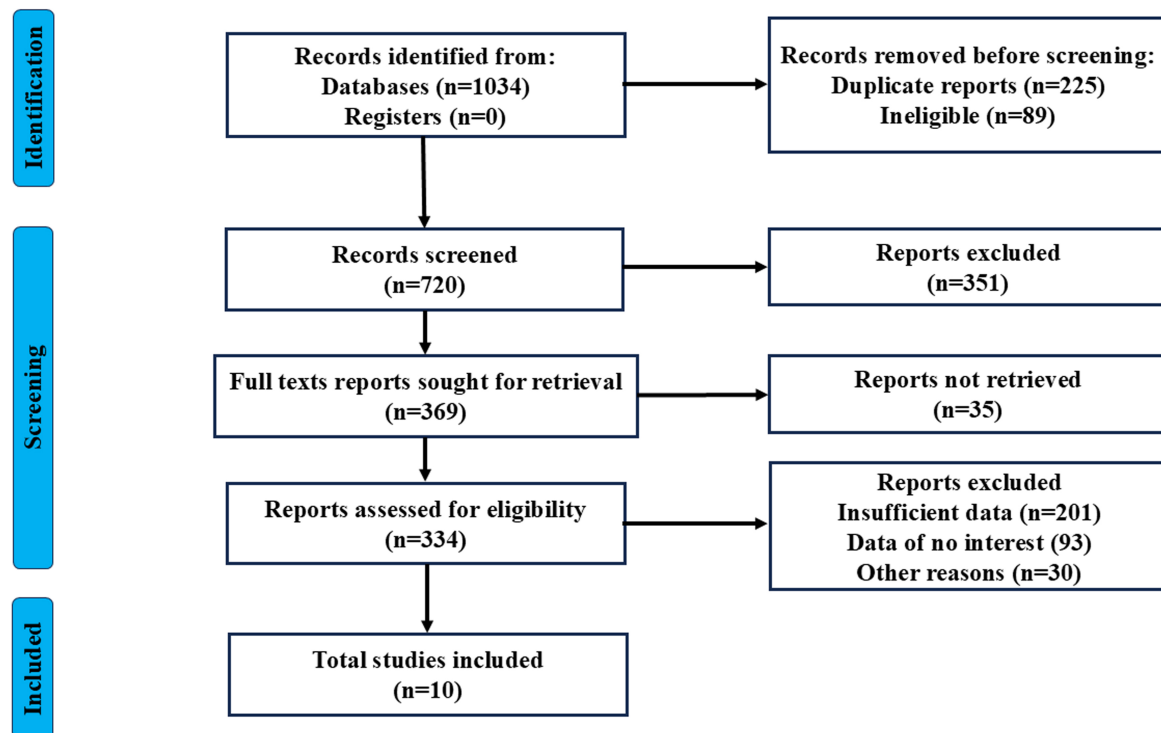 Identification
Records identified from:
Databases (n=1034)
Registers (n=0)
Records removed before screening:
Duplicate reports (n=225)
Ineligible (n=89)
Screening
Records screened
(n=720)
Reports excluded
(n=351)
Full texts reports sought for retrieval
(n=369)
Reports not retrieved
(n=35)
Reports assessed for eligibility
(n=334)
Reports excluded
Insufficient data (n=201)
Data of no interest (93)
Other reasons (n=30)
Included
Total studies included
(n=10)